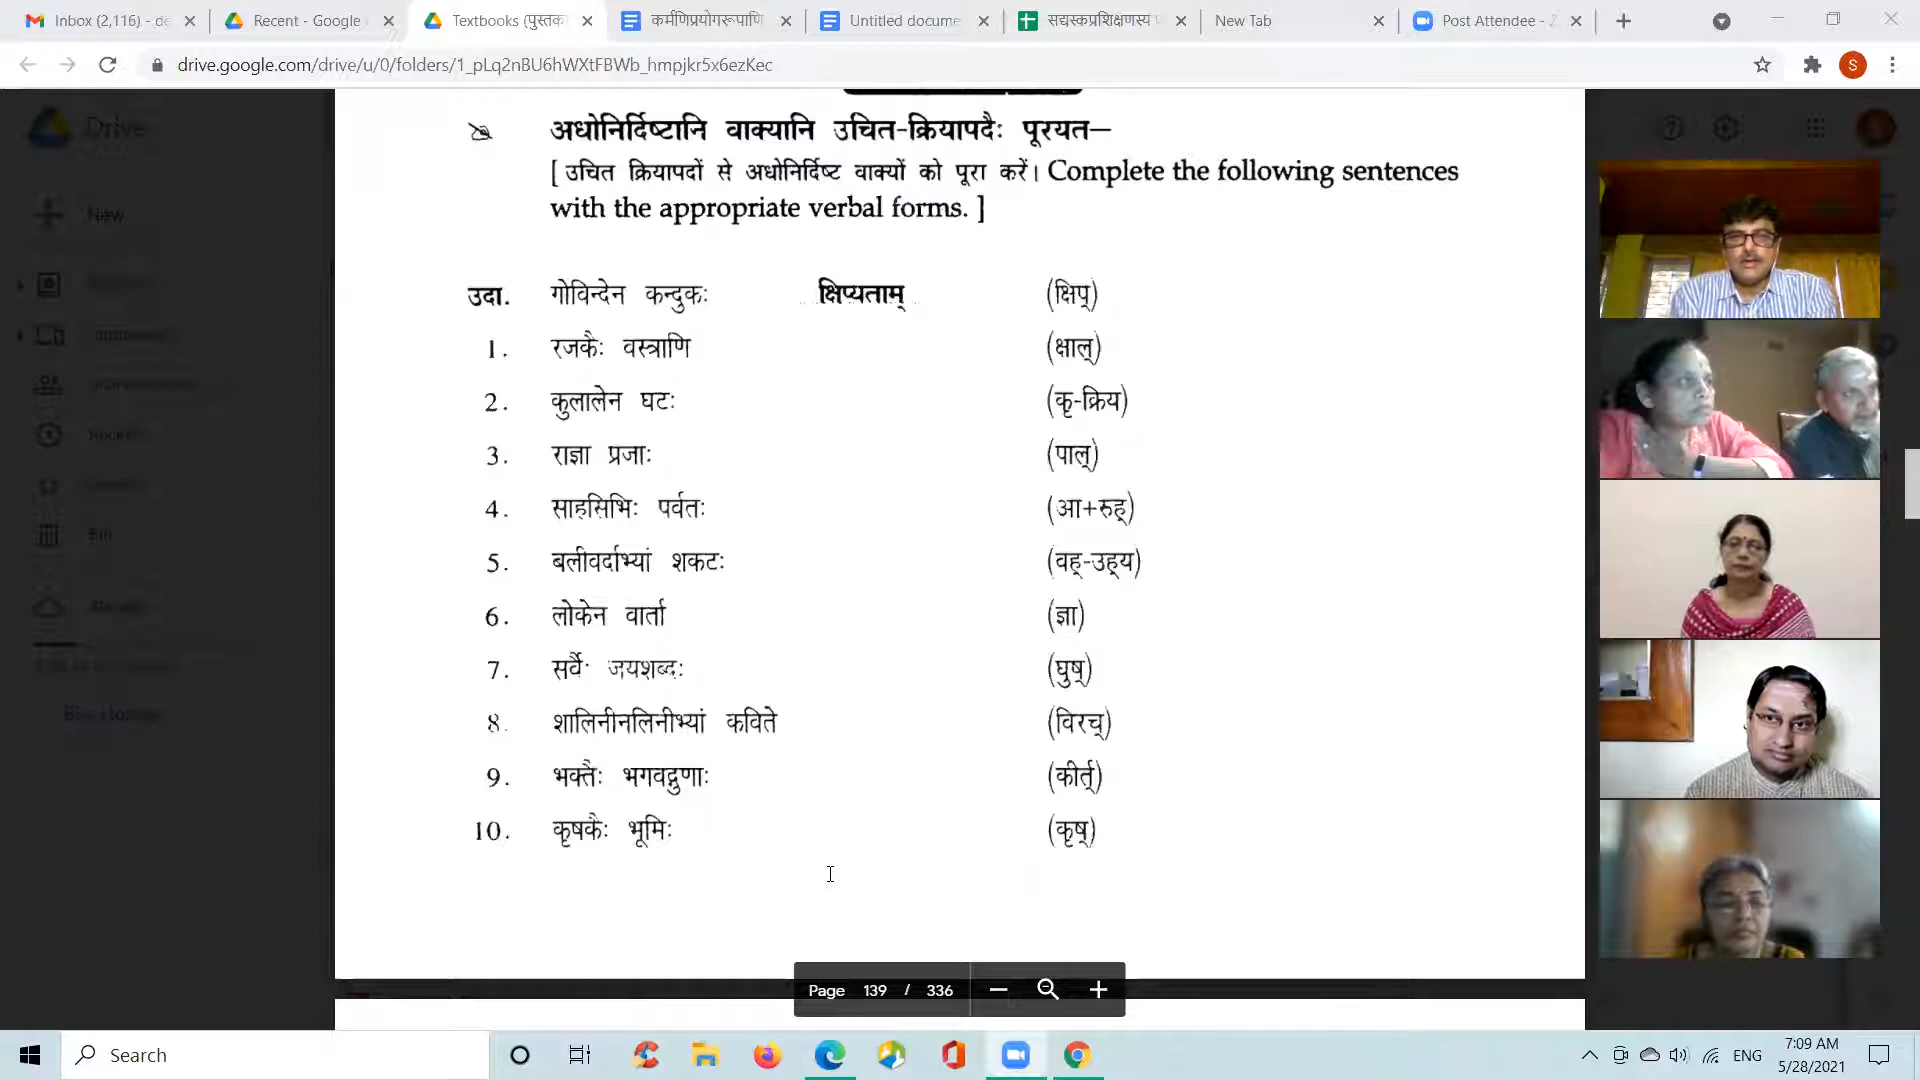 Inbox (2,116) - de
Recent - Google
Textbooks (पुस्तक
कर्मणिप्रयोगरूपाणि
Untitled docume
सद्यस्कप्रशिक्षणस्य
New Tab
Post Attendee - Z
drive.google.com/drive/u/0/folders/1_pLq2nBU6hWXtFBWb_hmpjkr5x6ezKec
S
Drive
New
अधोनिर्दिष्टानि वाक्यानि उचित-क्रियापदैः पूरयत—
[ उचित क्रियापदों से अधोनिर्दिष्ट वाक्यों को पूरा करें। Complete the following sentences
with the appropriate verbal forms. ]
उदा. गोविन्देन कन्दुकः क्षिप्यताम् (क्षिप्)
1. रजकैः वस्त्राणि (क्षाल्)
2. कुलालेन घटः (कृ-क्रिय)
3. राज्ञा प्रजाः (पाल्)
4. साहसिभिः पर्वतः (आ+रुह्)
5. बलीवर्दाभ्यां शकटः (वह्-उह्य)
6. लोकेन वार्ता (ज्ञा)
7. सर्वैः जयशब्दः (घुष्)
8. शालिनीनलिनीभ्यां कविते (विरच्)
9. भक्तैः भगवद्गुणाः (कीर्त्)
10. कृषकैः भूमिः (कृष्)
Page 139 / 336
Search
ENG
7:09 AM
5/28/2021